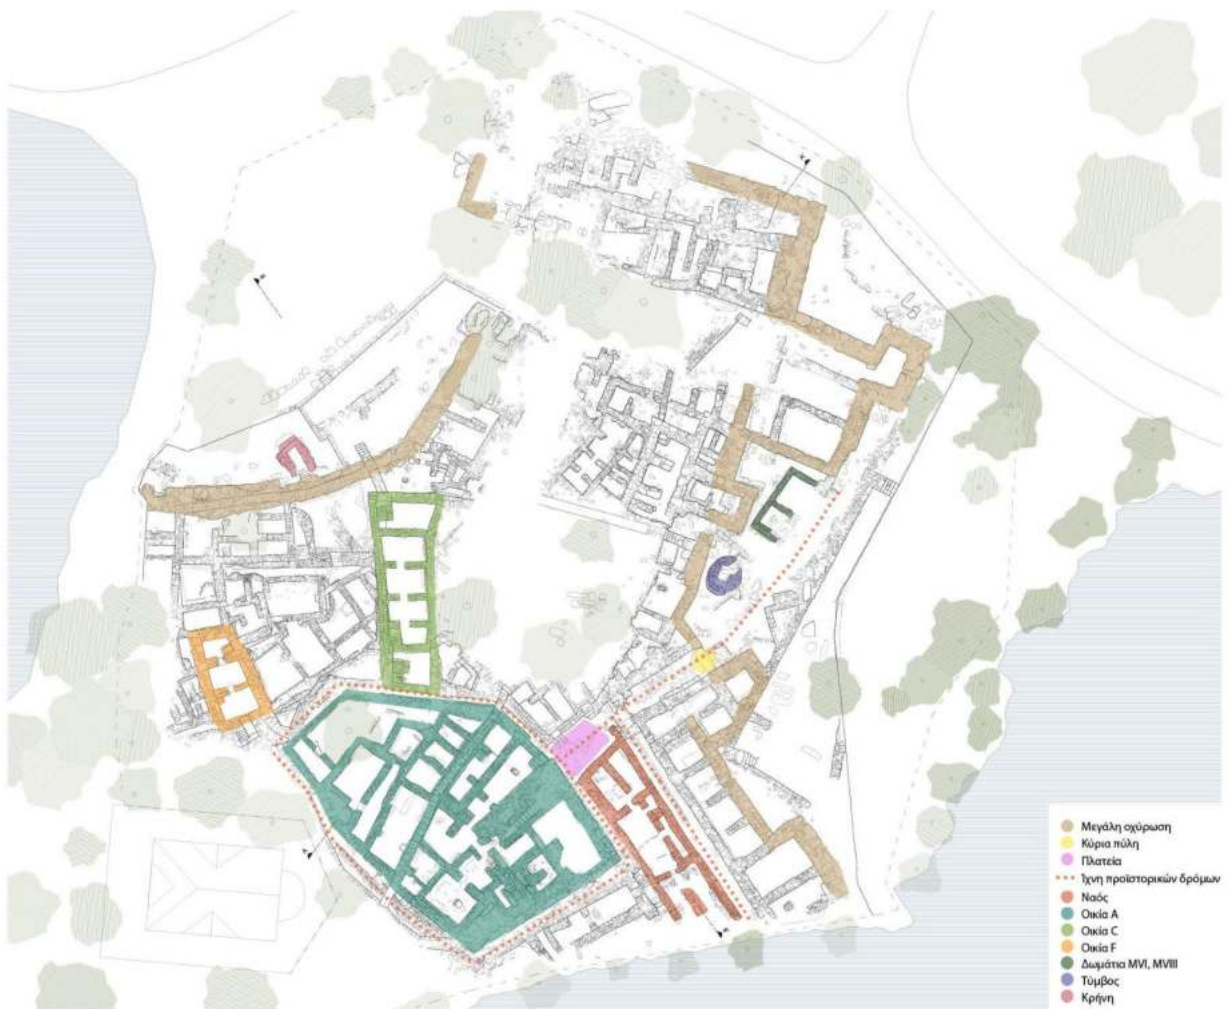 Μεγάλη οχύρωση
Κύρια πύλη
Πλατεία
Ίχνη προϊστορικών δρόμων
Ναός
Οικία Α
Οικία C
Οικία F
Δωμάτια MVI, MVIII
Τύμβος
Κρήνη